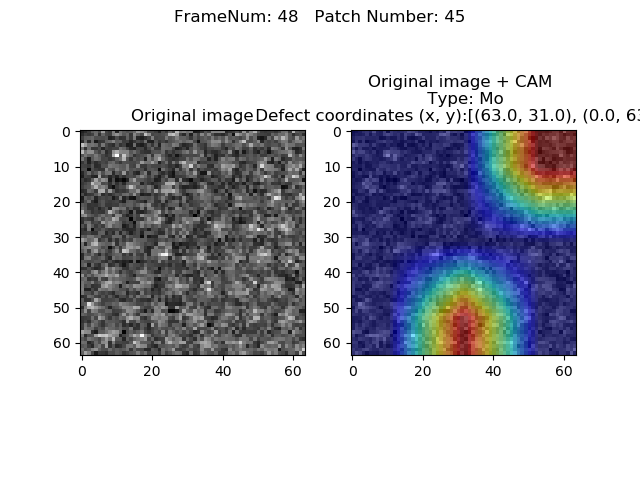 FrameNum: 48   Patch Number: 45
Original image + CAM
Type: Mo
Original image
Defect coordinates (x, y):[(63.0, 31.0), (0.0, 63
0
10
20
30
40
50
60
0 20 40 60
0
10
20
30
40
50
60
0 20 40 60